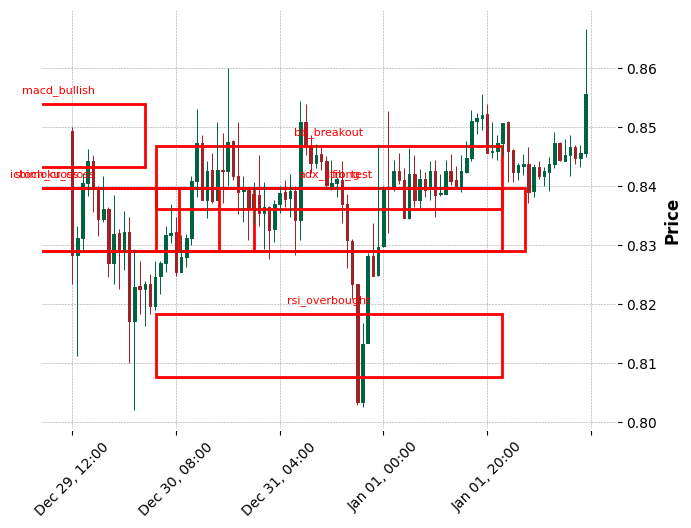 macd_bullish
bb_breakout
rsi_overbought
0.86
0.85
0.84
0.83
0.82
0.81
0.80
Price
Dec 29, 12:00
Dec 30, 08:00
Dec 31, 04:00
Jan 01, 00:00
Jan 01, 20:00